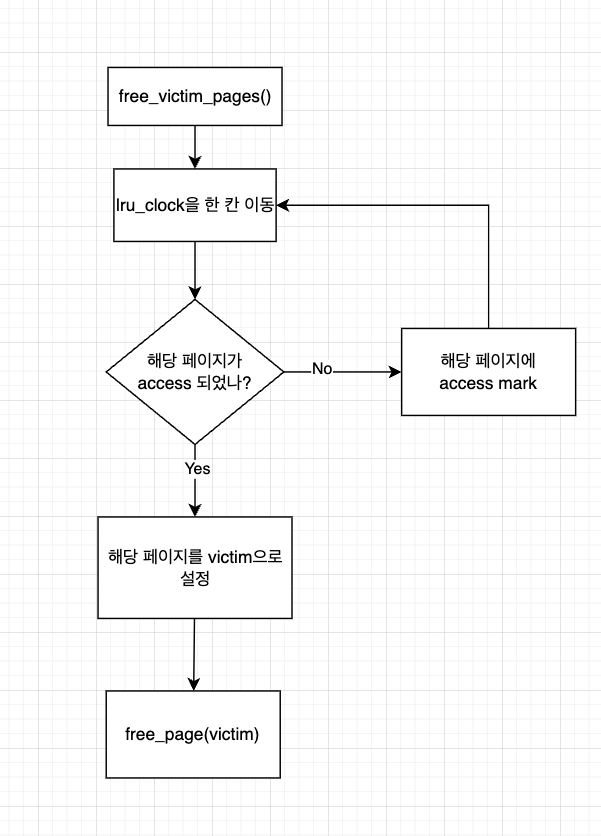 free_victim_pages()
lru_clock을 한 칸 이동
해당 페이지가
access 되었나?
No
해당 페이지에
access mark
Yes
해당 페이지를 victim으로
설정
free_page(victim)